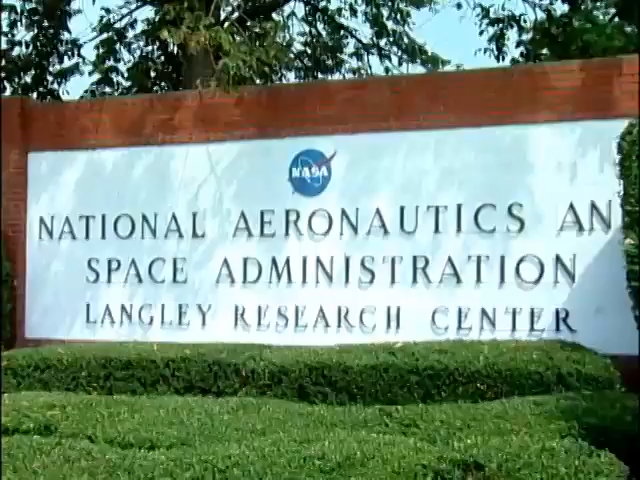 NASA
NATIONAL AERONAUTICS AN
SPACE ADMINISTRATION
LANGLEY RESEARCH CENTER